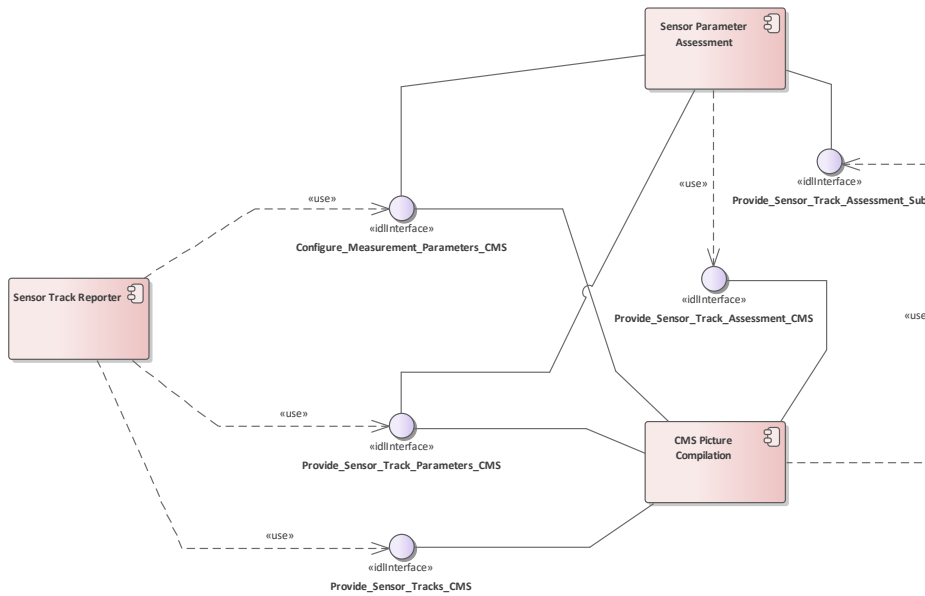 Sensor Parameter
Assessment
«use»
«idlInterface»
Provide_Sensor_Track_Assessment_Sub
«use»
«idlInterface»
Configure_Measurement_Parameters_CMS
Sensor Track Reporter
«idlInterface»
Provide_Sensor_Track_Assessment_CMS
«use
«use»
«idlInterface»
Provide_Sensor_Track_Parameters_CMS
CMS Picture
Compilation
«use»
«idlInterface»
Provide_Sensor_Tracks_CMS